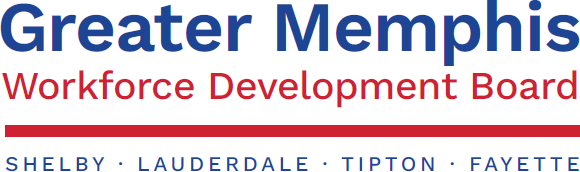 Greater Memphis
Workforce Development Board
SHELBY · LAUDERDALE · TIPTON · FAYETTE